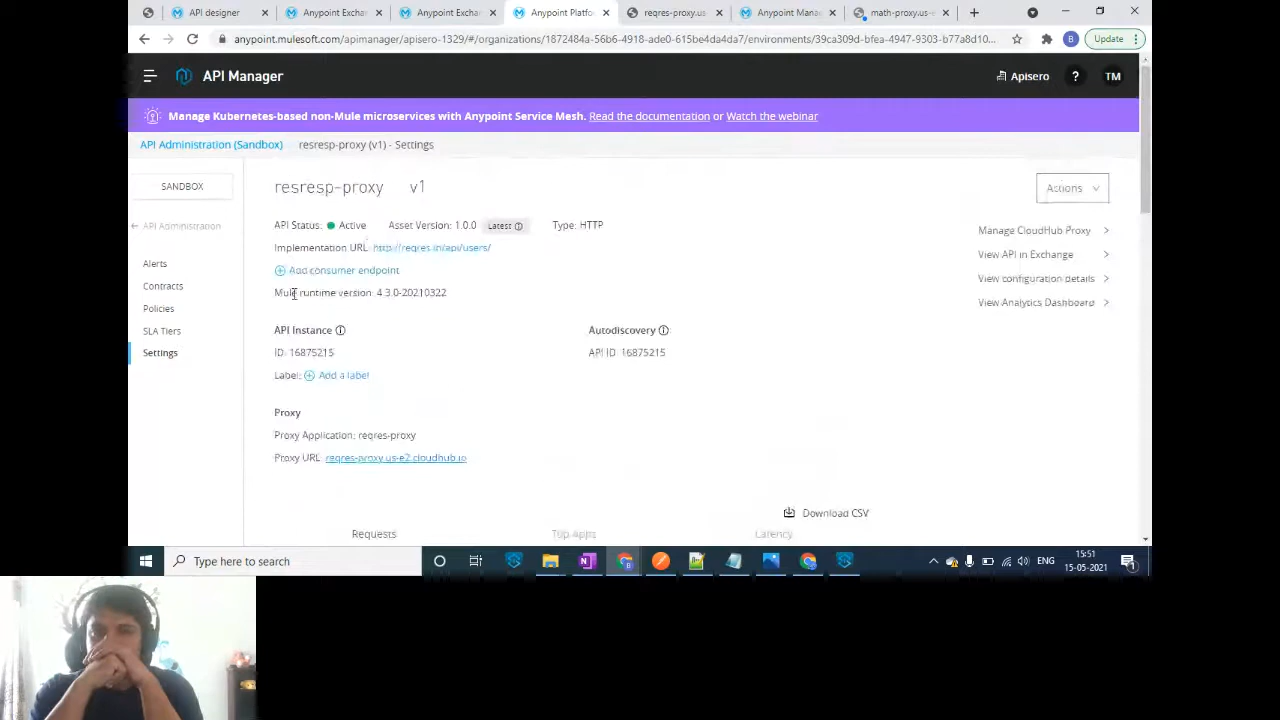 API designer
Anypoint Exchan
Anypoint Exchan
Anypoint Platfo
reqres-proxy.us-
Anypoint Mana
math-proxy.us-e
anypoint.mulesoft.com/apimanager/apisero-1329/#/organizations/1872484a-56b6-4918-ade0-615be4da4da7/environments/39ca309d-bfea-4947-9303-b77a8d10...
B
Update
API Manager
Apisero
?
TM
Manage Kubernetes-based non-Mule microservices with Anypoint Service Mesh. Read the documentation or Watch the webinar
API Administration (Sandbox)
resresp-proxy (v1) - Settings
SANDBOX
API Administration
Alerts
Contracts
Policies
SLA Tiers
Settings
resresp-proxy v1
Actions
API Status: Active Asset Version: 1.0.0 Latest Type: HTTP
Implementation URL: http://reqres.in/api/users/
Add consumer endpoint
Mule runtime version: 4.3.0-20210322
Manage CloudHub Proxy
View API in Exchange
View configuration details
View Analytics Dashboard
API Instance
ID: 16875215
Label: Add a label
Autodiscovery
API ID: 16875215
Proxy
Proxy Application: reqres-proxy
Proxy URL: reqres-proxy.us-e2.cloudhub.io
Download CSV
Requests Top Apps Latency
Type here to search
ENG
15:51
15-05-2021
1